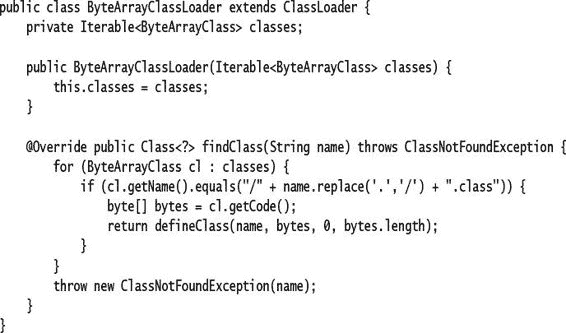 public class ByteArrayClassLoader extends ClassLoader {
    private Iterable<ByteArrayClass> classes;

    public ByteArrayClassLoader(Iterable<ByteArrayClass> classes) {
        this.classes = classes;
    }

    @Override public Class<?> findClass(String name) throws ClassNotFoundException {
        for (ByteArrayClass cl : classes) {
            if (cl.getName().equals("/" + name.replace('.','/') + ".class")) {
                byte[] bytes = cl.getCode();
                return defineClass(name, bytes, 0, bytes.length);
            }
        }
        throw new ClassNotFoundException(name);
    }
}